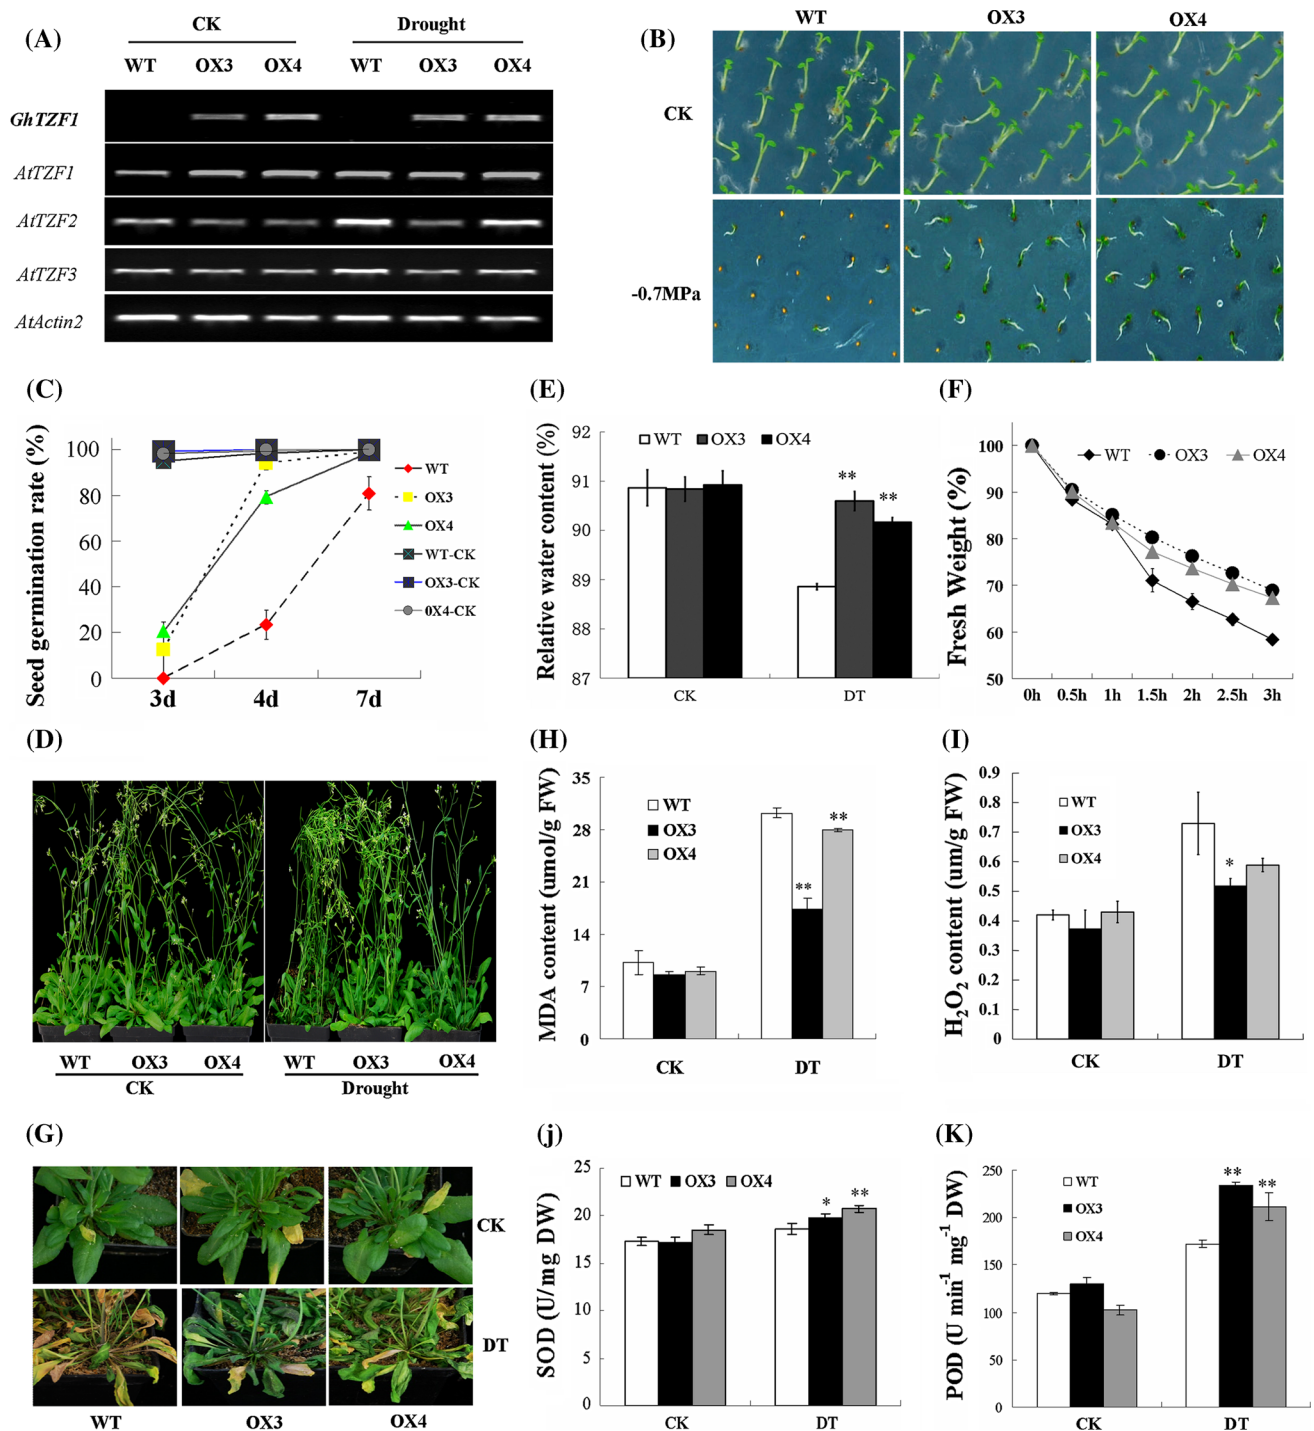 (A)
CK Drought
WT OX3 OX4 WT OX3 OX4
GhTZF1
AtTZF1
AtTZF2
AtTZF3
AtActin2
(B)
WT OX3 OX4
CK
-0.7MPa
(C)
Seed germination rate (%)
100
80
60
40
20
0
3d 4d 7d
WT
OX3
OX4
WT-CK
OX3-CK
0X4-CK
(E)
Relative water content (%)
92
91
90
89
88
87
WT OX3 OX4
** **
CK DT
(F)
Fresh Weight (%)
100
90
80
70
60
50
WT OX3 OX4
0h 0.5h 1h 1.5h 2h 2.5h 3h
(D)
WT OX3 OX4 WT OX3 OX4
CK Drought
(H)
MDA content (umol/g FW)
35
28
21
14
7
0
WT
OX3
OX4
** **
CK DT
(I)
H₂O₂ content (um/g FW)
0.9
0.8
0.7
0.6
0.5
0.4
0.3
0.2
0.1
0
WT
OX3
OX4
*
CK DT
(G)
CK
DT
WT OX3 OX4
(j)
SOD (U/mg DW)
25
20
15
10
5
0
WT OX3 OX4
* **
CK DT
(K)
POD (U min⁻¹ mg⁻¹ DW)
250
200
150
100
50
0
WT
OX3
OX4
** **
CK DT